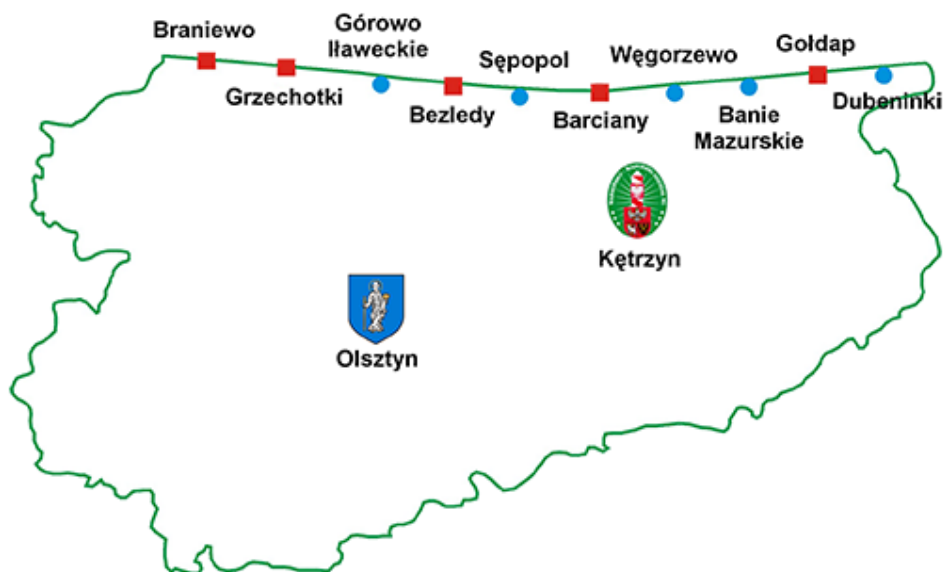 Braniewo
Grzechotki
Górowo
Iławeckie
Bezledy
Sępopol
Barciany
Węgorzewo
Banie
Mazurskie
Gołdap
Dubeninki
Kętrzyn
Olsztyn